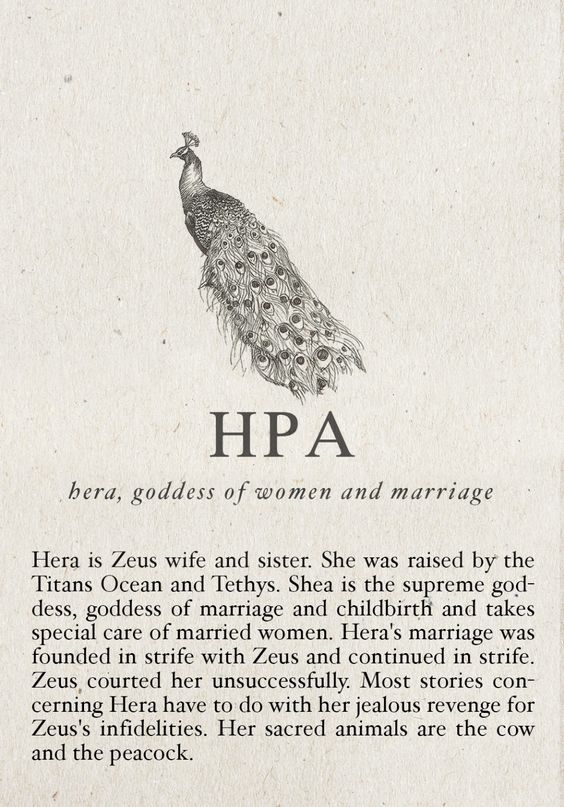 HPA
hera, goddess of women and marriage
Hera is Zeus wife and sister. She was raised by the
Titans Ocean and Tethys. Shea is the supreme god-
dess, goddess of marriage and childbirth and takes
special care of married women. Hera's marriage was
founded in strife with Zeus and continued in strife.
Zeus courted her unsuccessfully. Most stories con-
cerning Hera have to do with her jealous revenge for
Zeus's infidelities. Her sacred animals are the cow
and the peacock.